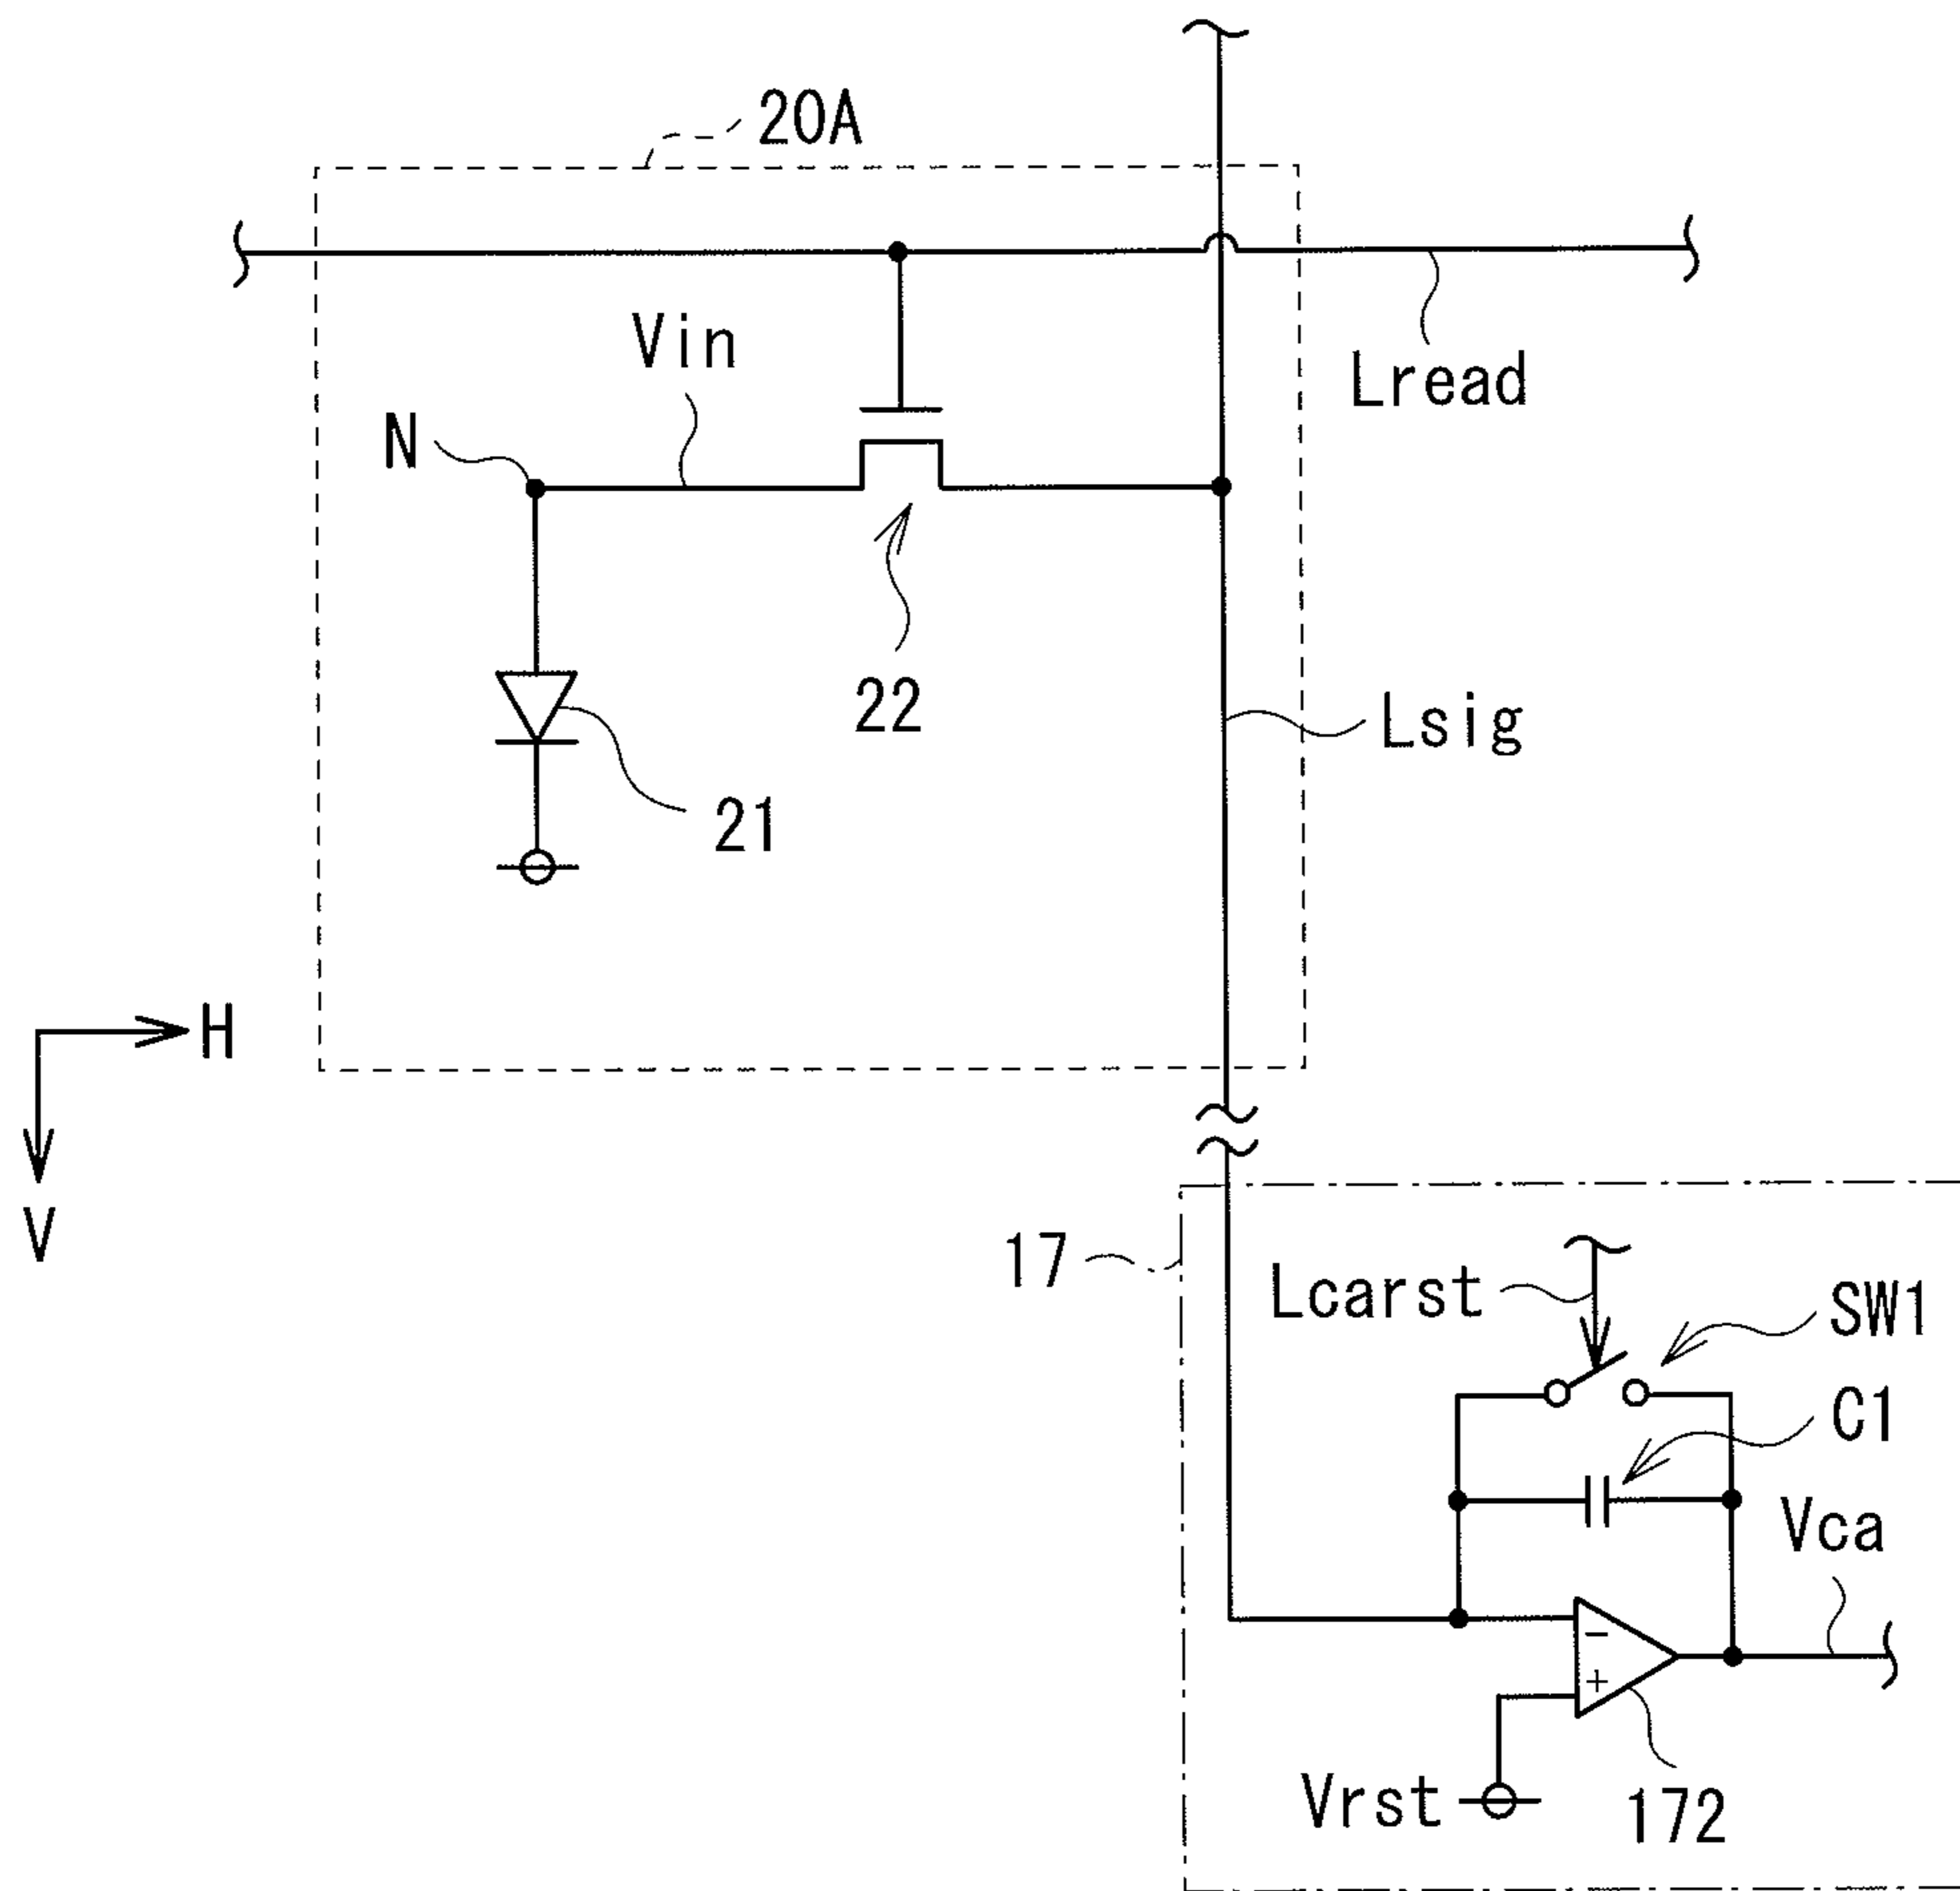 20A
Vin
Lread
N
22
Lsig
21
H
V
17
Lcarst
SW1
C1
Vca
−
+
Vrst
172